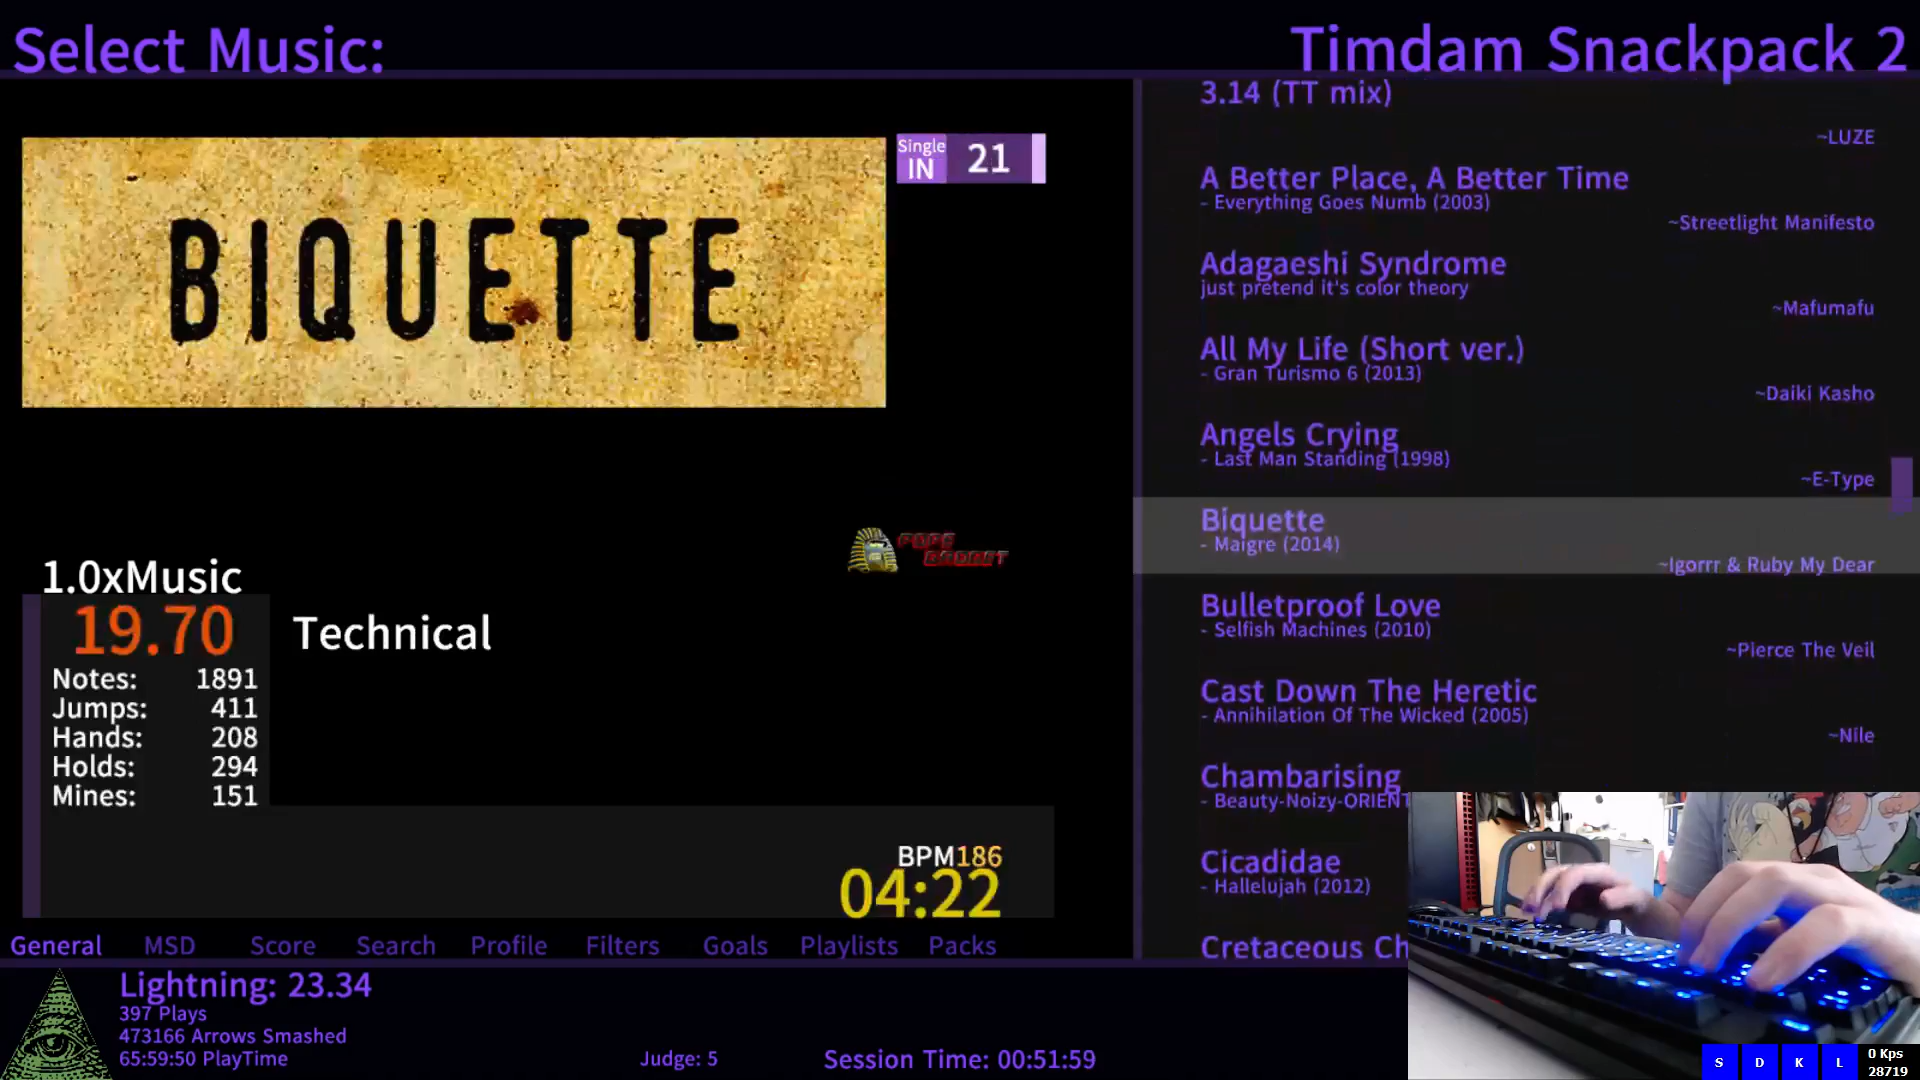 Select Music:
Timdam Snackpack 2
BIQUETTE
Single
IN
21
3.14 (TT mix)
~LUZE
A Better Place, A Better Time
- Everything Goes Numb (2003)
~Streetlight Manifesto
Adagaeshi Syndrome
just pretend it's color theory
~Mafumafu
All My Life (Short ver.)
- Gran Turismo 6 (2013)
~Daiki Kasho
Angels Crying
- Last Man Standing (1998)
~E-Type
Biquette
- Maigre (2014)
~Igorrr & Ruby My Dear
Bulletproof Love
- Selfish Machines (2010)
~Pierce The Veil
Cast Down The Heretic
- Annihilation Of The Wicked (2005)
~Nile
Chambarising
- Beauty-Noizy-ORIENT
Cicadidae
- Hallelujah (2012)
Cretaceous Ch
1.0xMusic
19.70
Technical
Notes: 1891
Jumps: 411
Hands: 208
Holds: 294
Mines: 151
BPM186
04:22
General MSD Score Search Profile Filters Goals Playlists Packs
Lightning: 23.34
397 Plays
473166 Arrows Smashed
65:59:50 PlayTime
Judge: 5
Session Time: 00:51:59
S D K L
0 Kps
28719